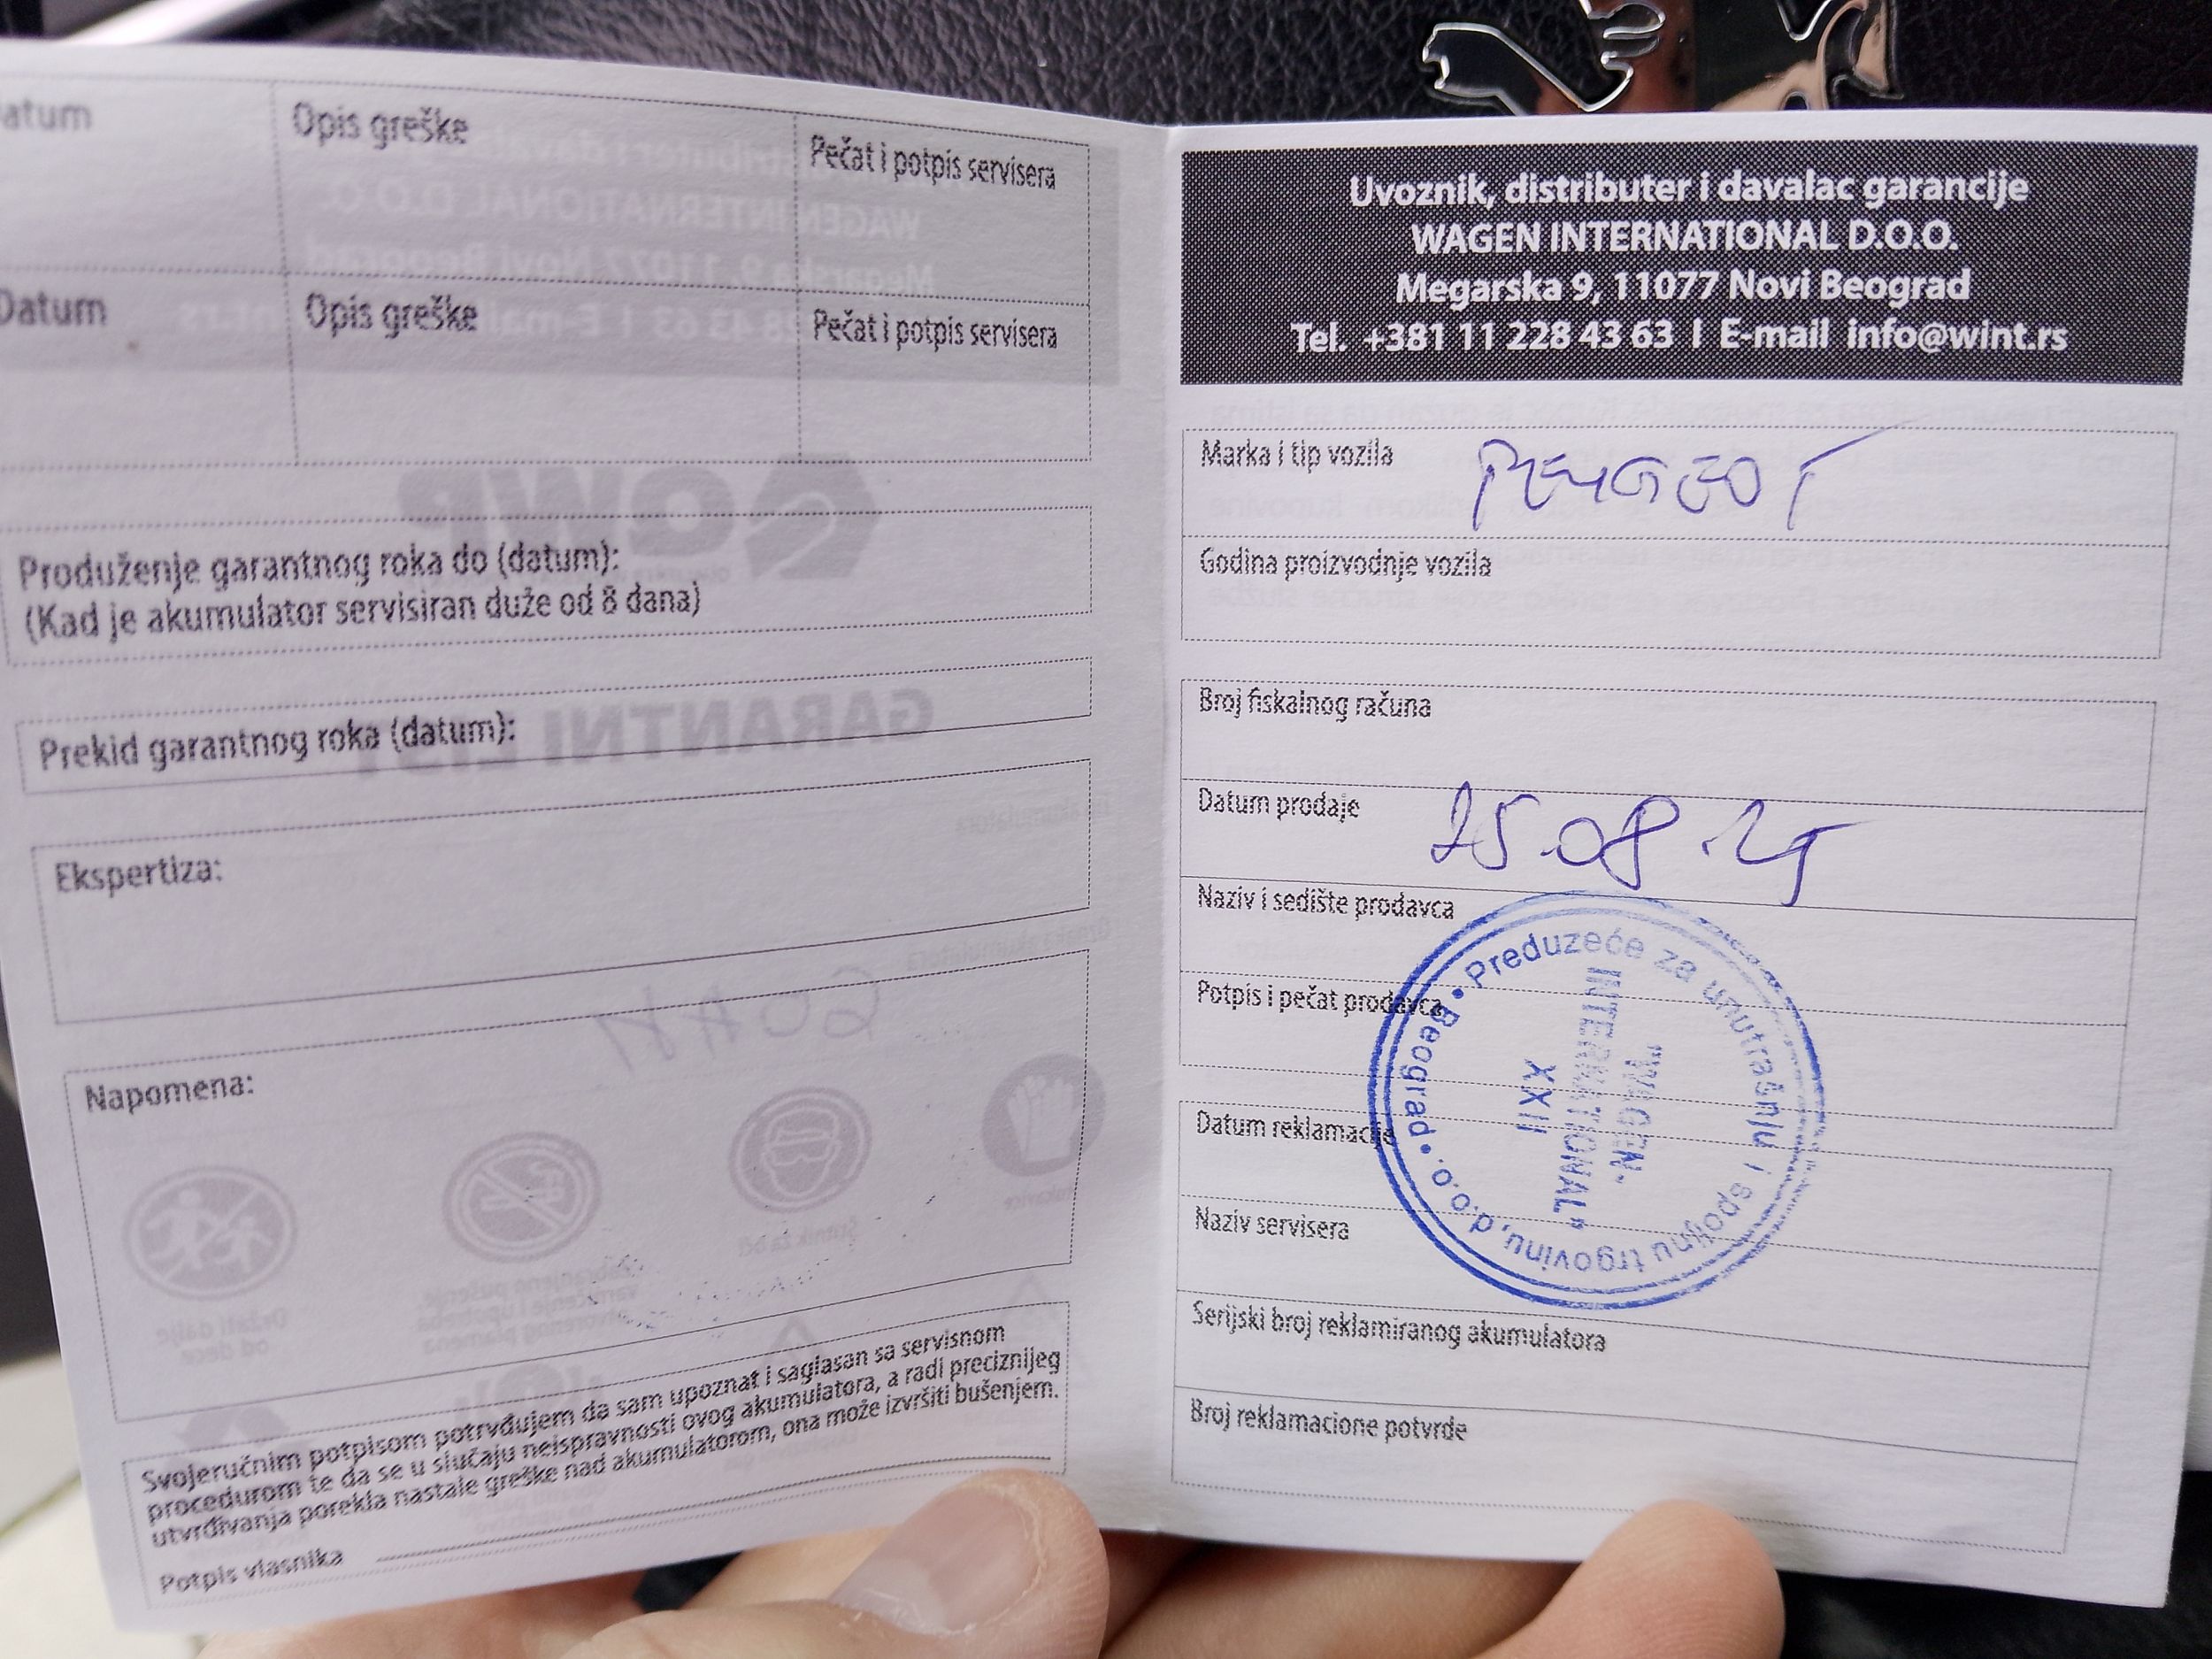 Datum
Opis greške
Pečat i potpis servisera
Datum
Opis greške
Pečat i potpis servisera
Produženje garantnog roka do (datum):
(Kad je akumulator servisiran duže od 8 dana)
Prekid garantnog roka (datum):
Ekspertiza:
Napomena:
Svojeručnim potpisom potrvđujem da sam upoznat i saglasan sa servisnom
procedurom te da se u slučaju neispravnosti ovog akumulatora, a radi preciznijeg
utvrđivanja porekla nastale greške nad akumulatorom, ona može izvršiti bušenjem.
Potpis vlasnika
Uvoznik, distributer i davalac garancije
WAGEN INTERNATIONAL D.O.O.
Megarska 9, 11077 Novi Beograd
Tel. +381 11 228 43 63 | E-mail info@wint.rs
Marka i tip vozila PEUGEOT
Godina proizvodnje vozila
Broj fiskalnog računa
Datum prodaje 25.08.
Naziv i sedište prodavca
Potpis i pečat prodavca
Preduzeće za unutrašnju i spoljnu trgovinu, d.o.o. • Beograd •
"WAGEN-
INTERNATIONAL"
XXII
Datum reklamacije
Naziv servisera
Serijski broj reklamiranog akumulatora
Broj reklamacione potvrde